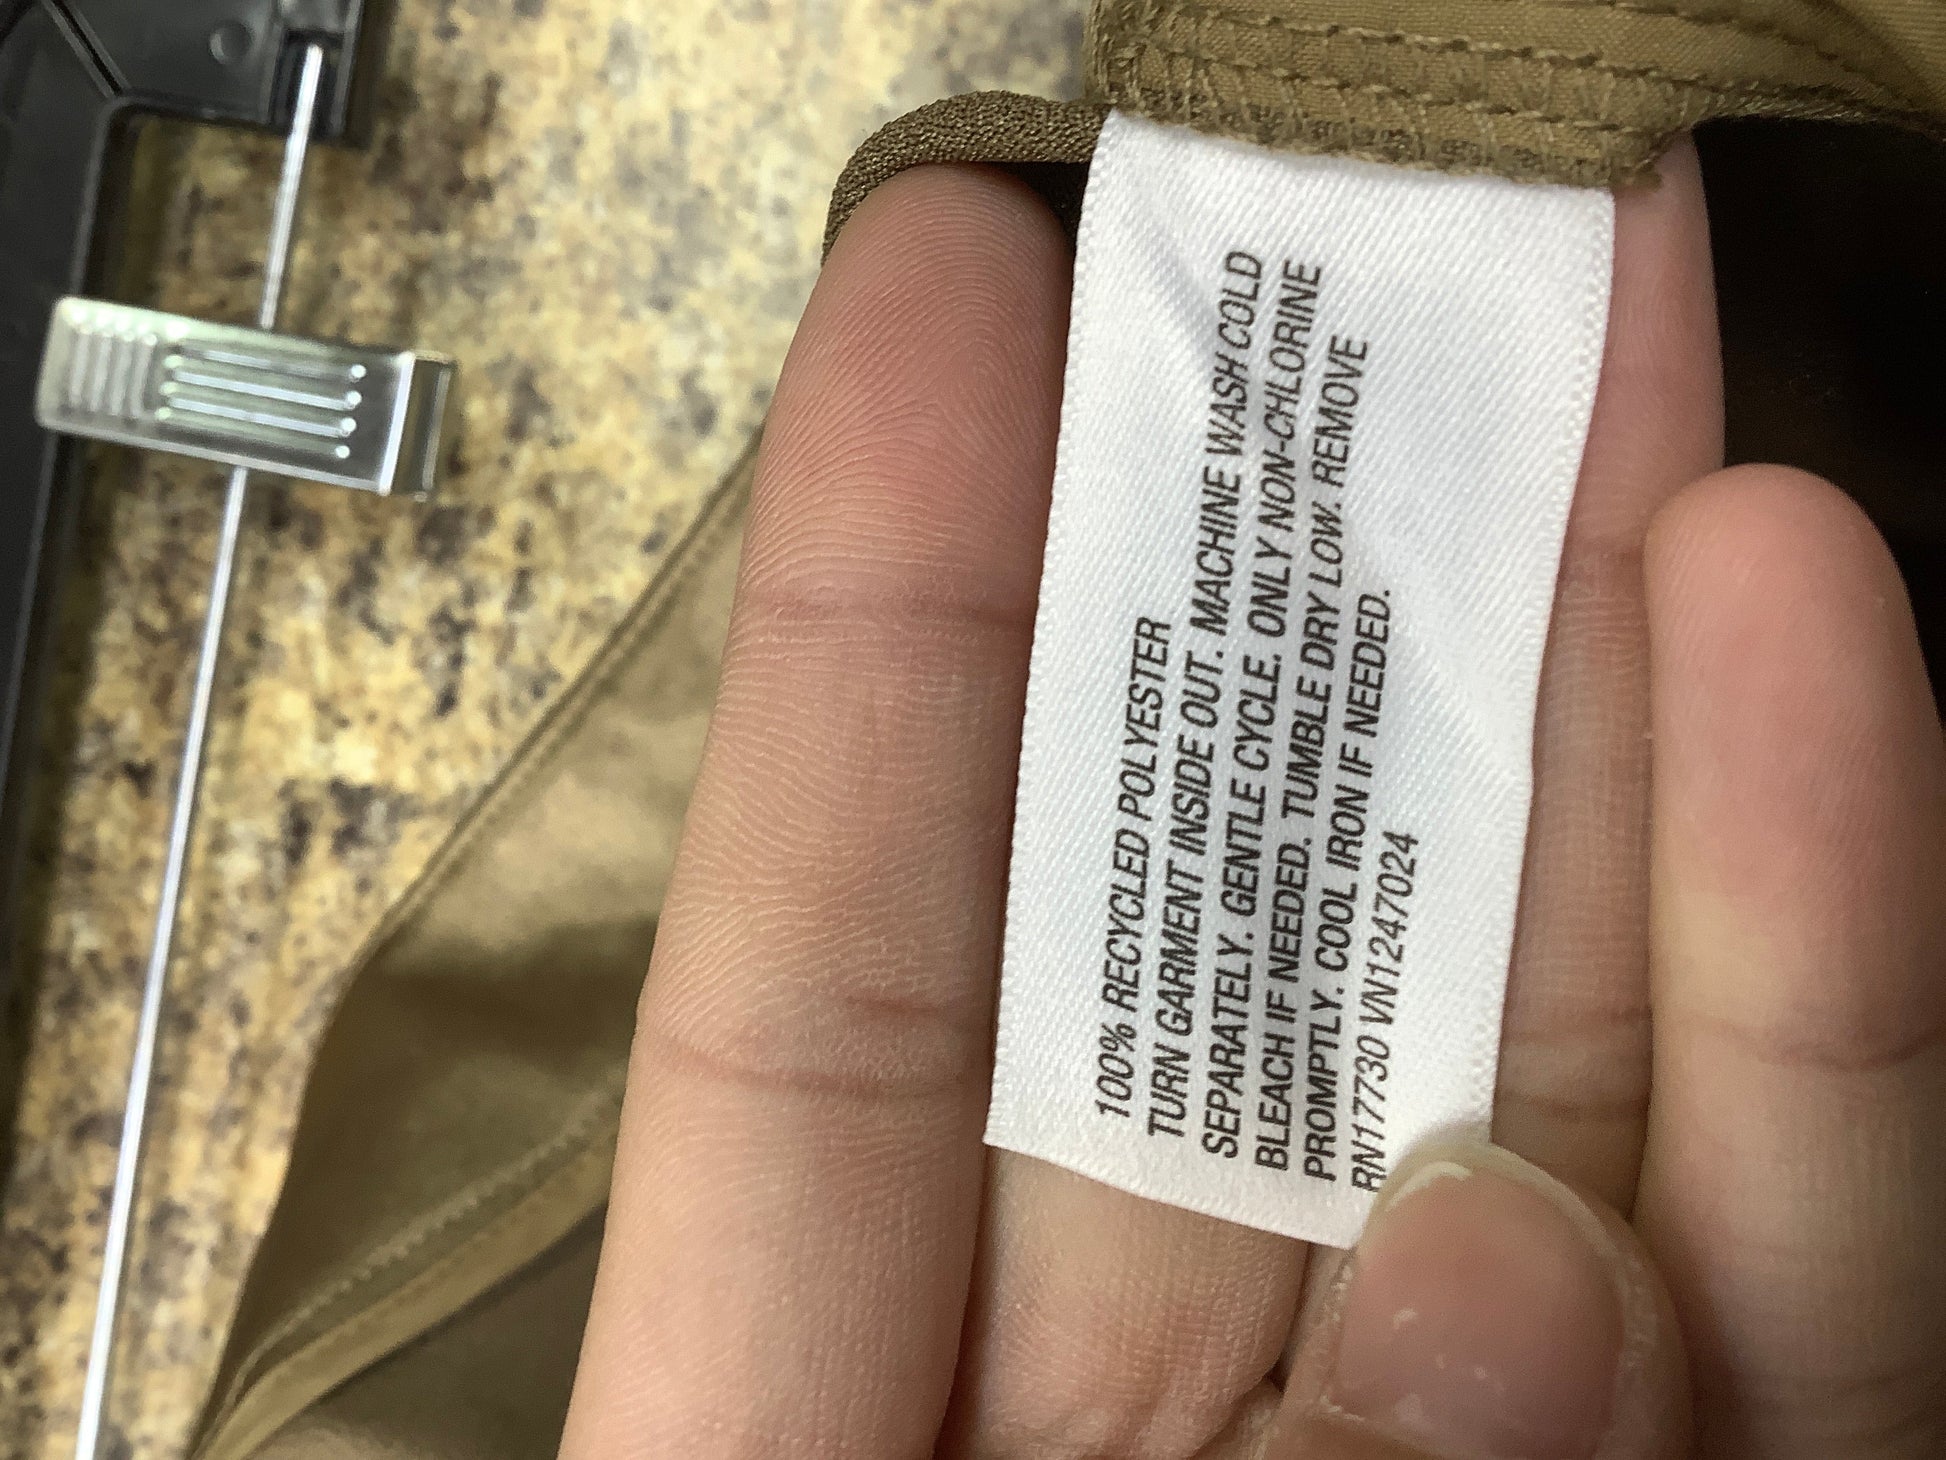 100% RECYCLED POLYESTER
TURN GARMENT INSIDE OUT. MACHINE WASH COLD
SEPARATELY. GENTLE CYCLE. ONLY NON-CHLORINE
BLEACH IF NEEDED. TUMBLE DRY LOW. REMOVE
PROMPTLY. COOL IRON IF NEEDED.
RN17730 VN1247024